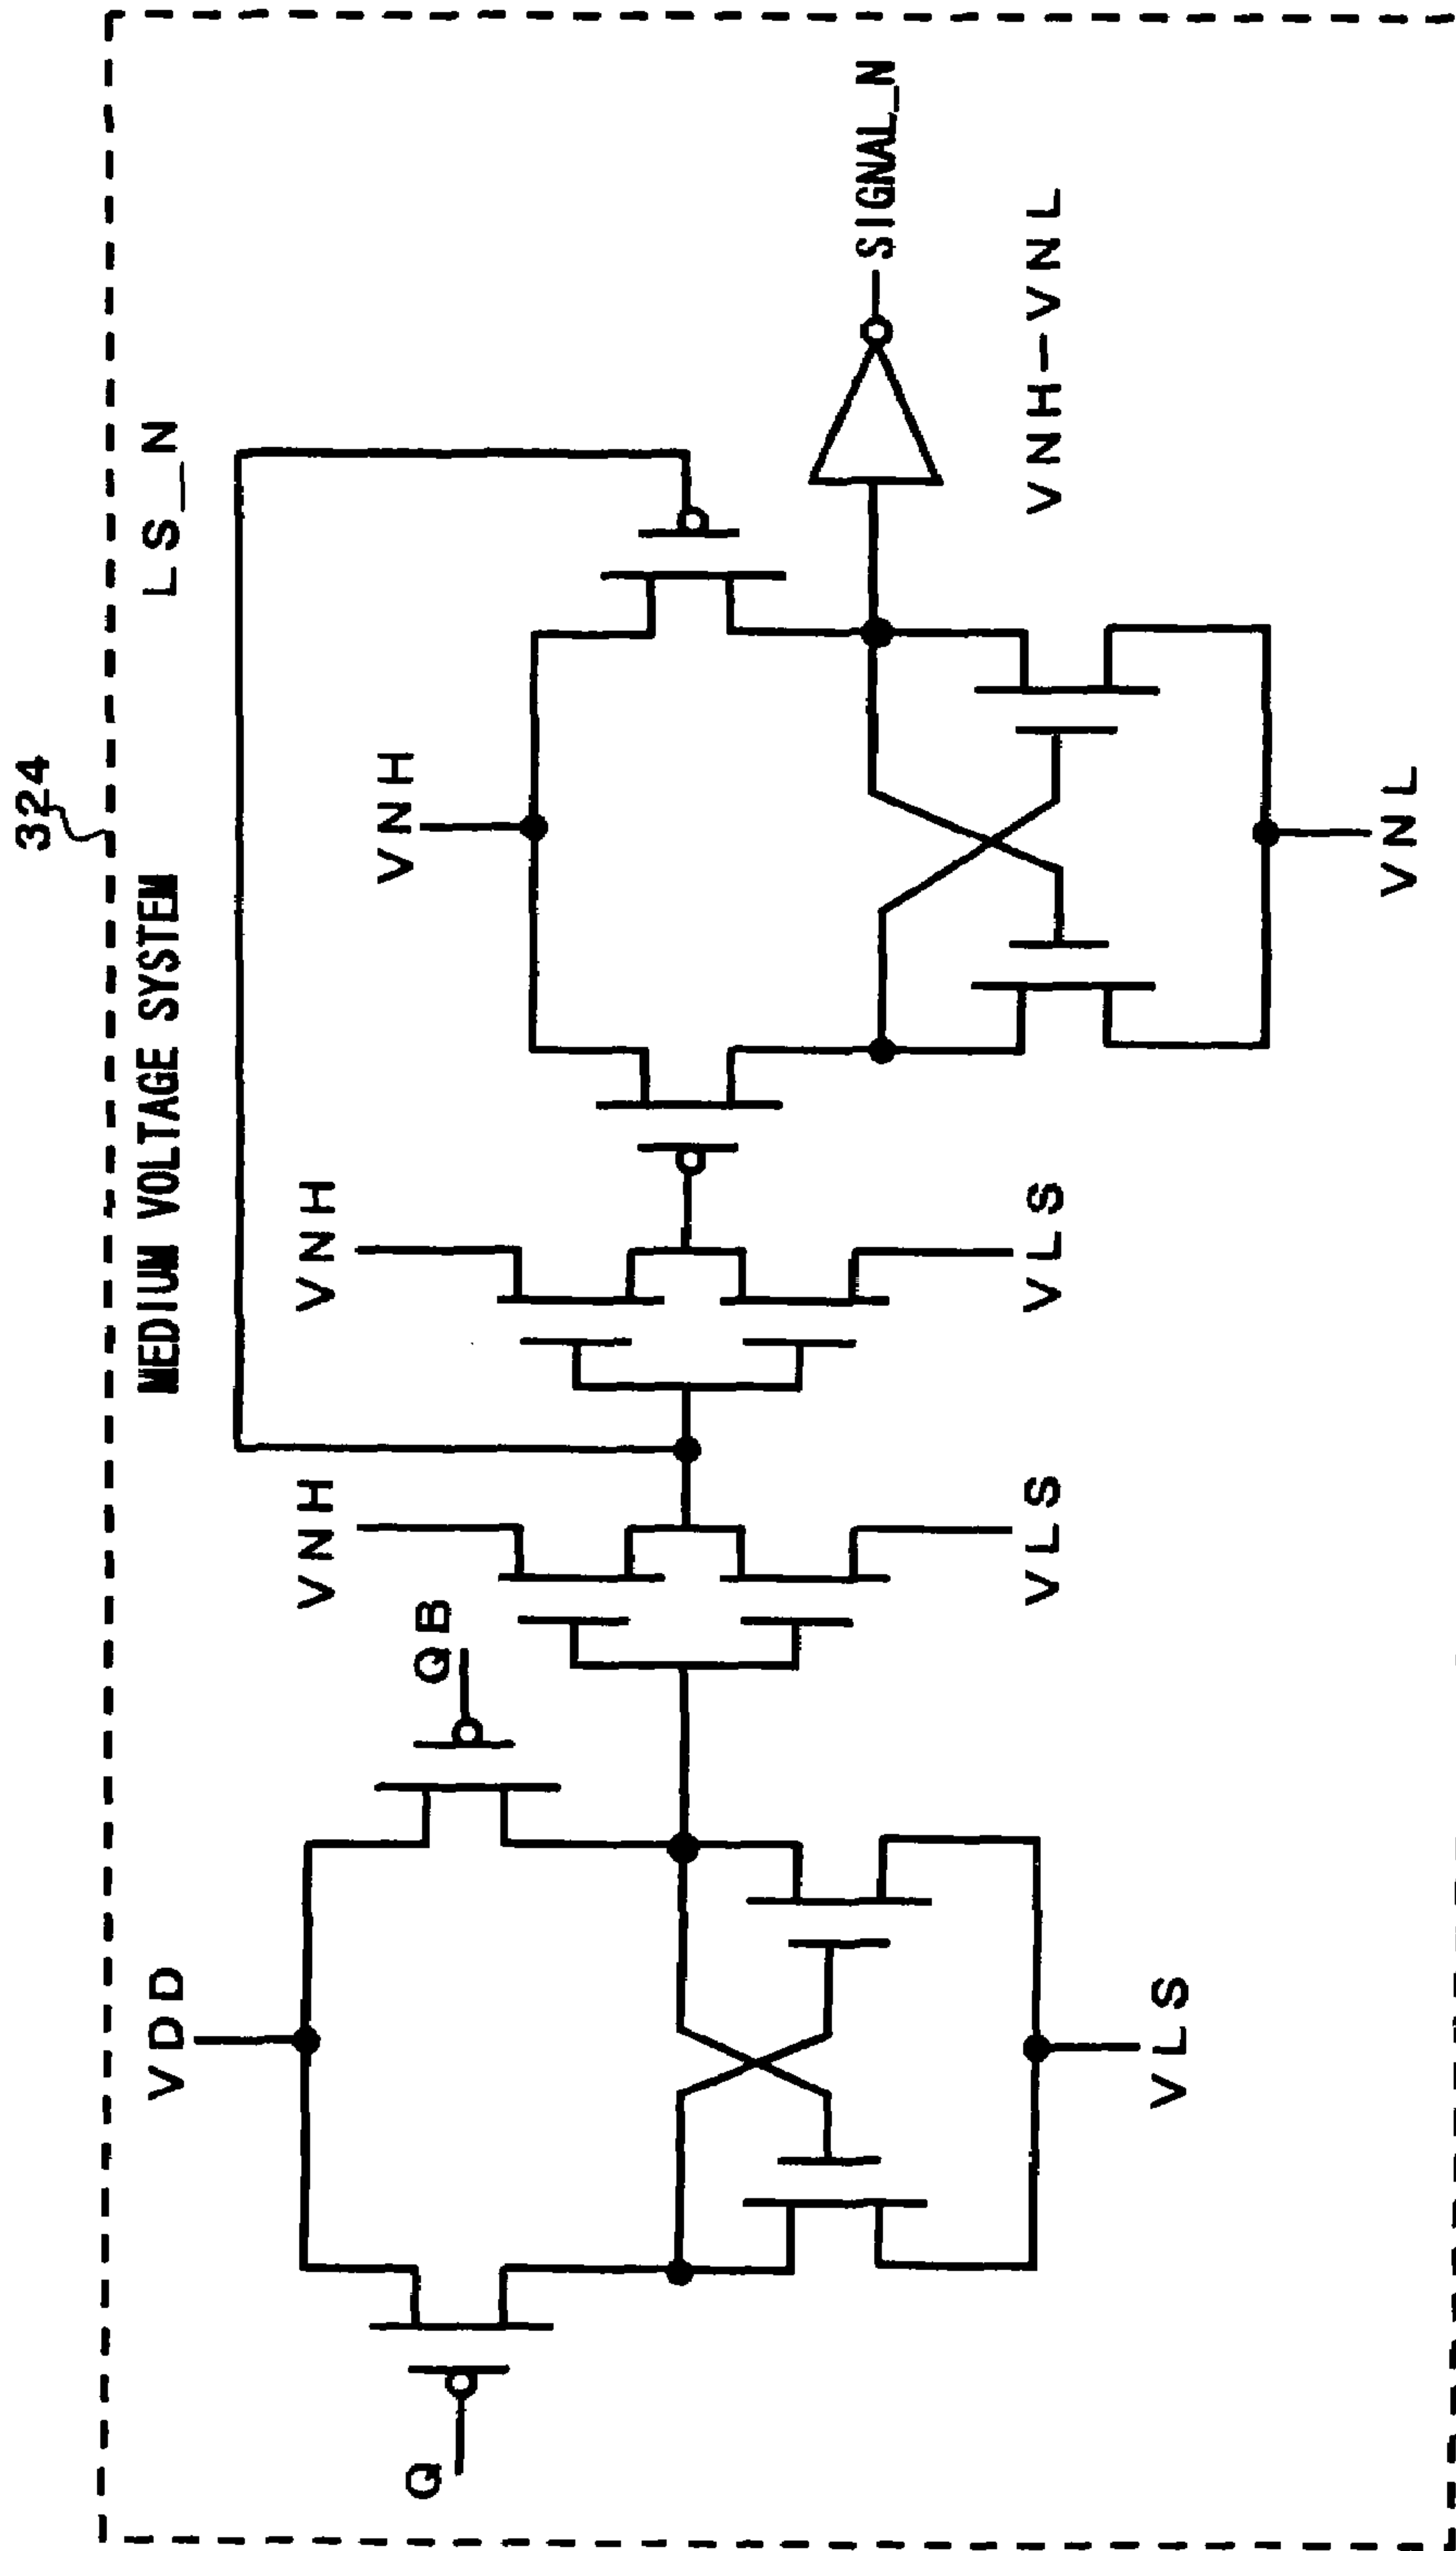 324
MEDIUM VOLTAGE SYSTEM
LS_N
VDD
Q
QB
VLS
VNH
VLS
VNH
VLS
VNH
VNL
SIGNAL_N
VNH-VNL